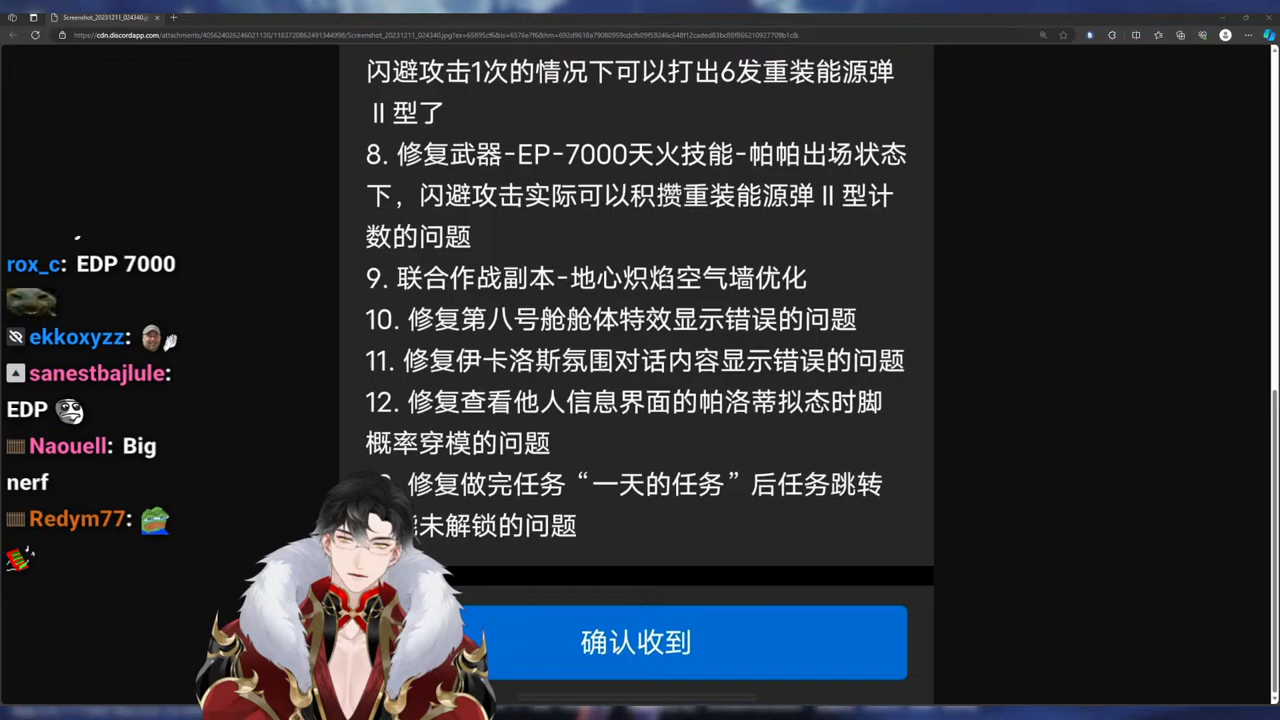 Screenshot_20231211_024340.jpg
闪避攻击1次的情况下可以打出6发重装能源弹
Ⅱ型了
8. 修复武器-EP-7000天火技能-帕帕出场状态
下，闪避攻击实际可以积攒重装能源弹Ⅱ型计
数的问题
9. 联合作战副本-地心炽焰空气墙优化
10. 修复第八号舱舱体特效显示错误的问题
11. 修复伊卡洛斯氛围对话内容显示错误的问题
12. 修复查看他人信息界面的帕洛蒂拟态时脚
概率穿模的问题
修复做完任务“一天的任务”后任务跳转
未解锁的问题
确认收到
rox_c: EDP 7000
ekkoxyzz:
sanestbajlule:
EDP
Naouell: Big
nerf
Redym77: